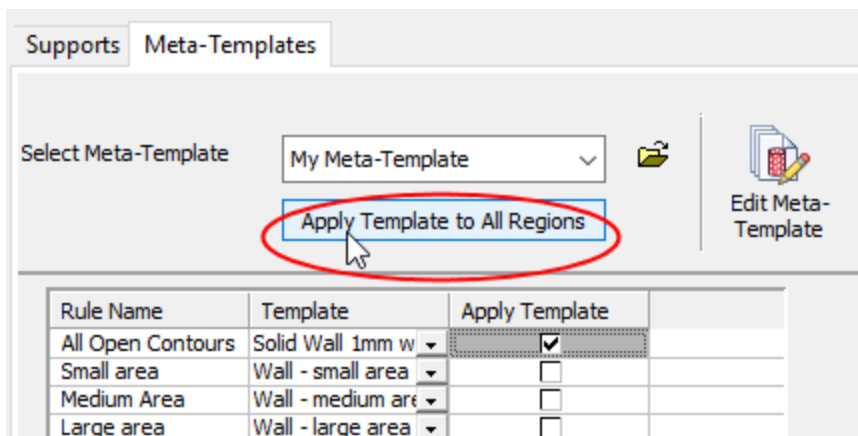 Supports Meta-Templates
Select Meta-Template My Meta-Template
Apply Template to All Regions
Edit Meta-
Template
Rule Name Template Apply Template
All Open Contours Solid Wall 1mm w
Small area Wall - small area
Medium Area Wall - medium are
Large area Wall - large area